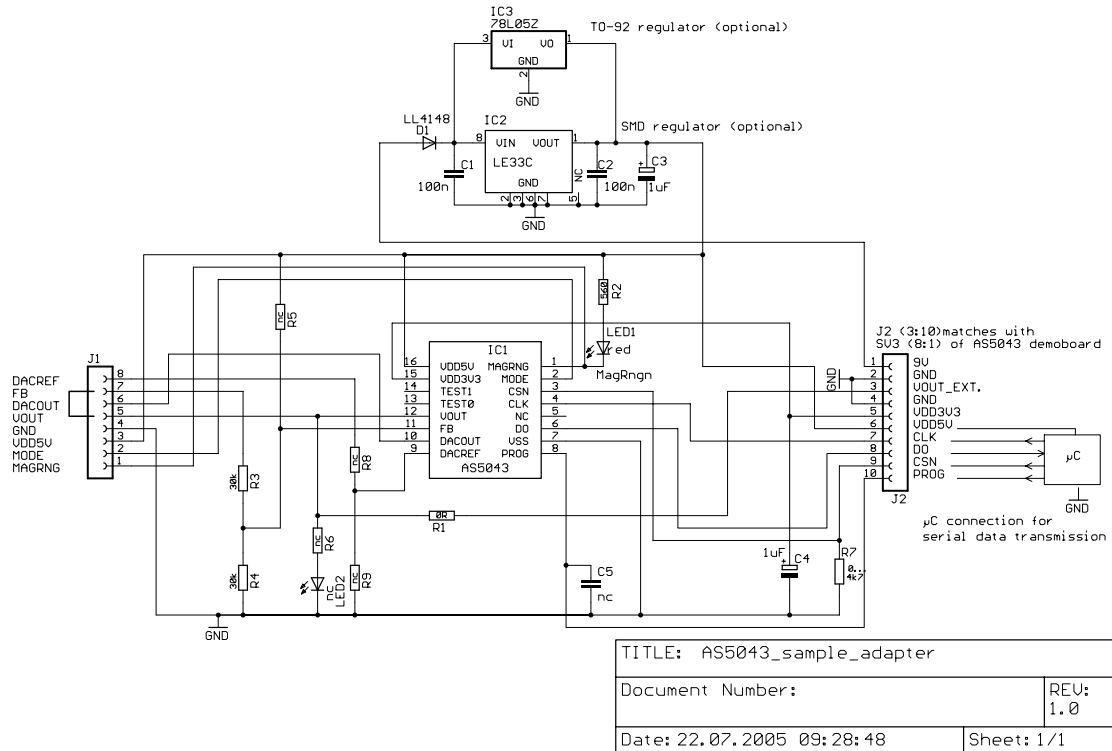 IC3
78L05Z
TO-92 regulator (optional)
3 VI VO 1
GND
2
GND
LL4148
D1
IC2
SMD regulator (optional)
8 VIN VOUT 1
LE33C
GND
2 3 6 7 5 NC
C1
100n
C2
100n
C3
+
1uF
GND
R5
nc
560
R2
LED1
red
MagRngn
J2 (3:10)matches with
SV3 (8:1) of AS5043 demoboard
J1
DACREF 8
FB 7
DACOUT 6
VOUT 5
GND 4
VDD5V 3
MODE 2
MAGRNG 1
IC1
16 VDD5V MAGRNG 1
15 VDD3V3 MODE 2
14 TEST1 CSN 3
13 TEST0 CLK 4
12 VOUT NC 5
11 FB DO 6
10 DACOUT VSS 7
9 DACREF PROG 8
AS5043
GND
1 9V
2 GND
3 VOUT_EXT.
4 GND
5 VDD3V3
6 VDD5V
7 CLK
8 DO
9 CSN
10 PROG
J2
µC
GND
µC connection for
serial data transmission
30k
R3
nc
R8
0R
R1
nc
R6
30k
R4
nc
LED2
nc
R9
C5
nc
1uF
+
C4
R7
0...
4k7
GND
TITLE: AS5043_sample_adapter
Document Number:
REV:
1.0
Date: 22.07.2005 09:28:48
Sheet: 1/1